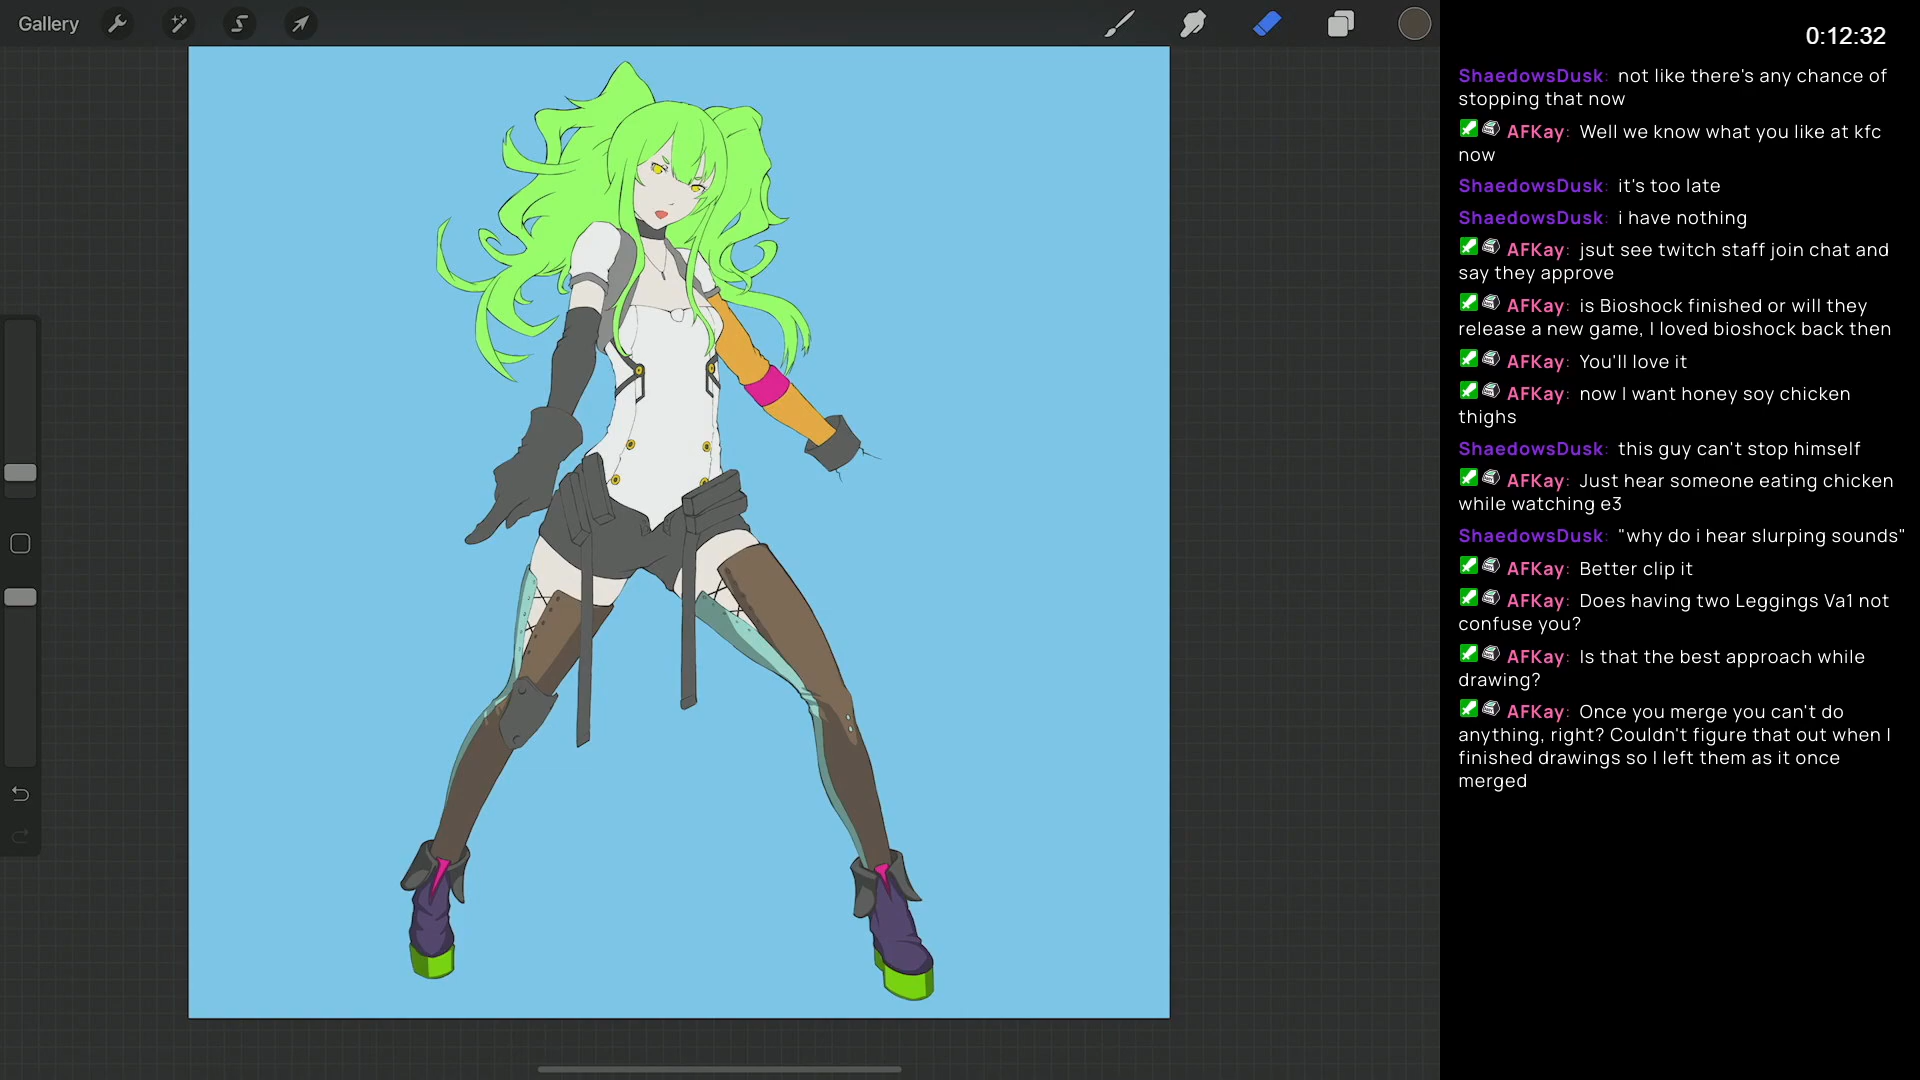 Gallery
0:12:32
ShaedowsDusk: not like there's any chance of
stopping that now
AFKay: Well we know what you like at kfc
now
ShaedowsDusk: it's too late
ShaedowsDusk: i have nothing
AFKay: jsut see twitch staff join chat and
say they approve
AFKay: is Bioshock finished or will they
release a new game, I loved bioshock back then
AFKay: You'll love it
AFKay: now I want honey soy chicken
thighs
ShaedowsDusk: this guy can't stop himself
AFKay: Just hear someone eating chicken
while watching e3
ShaedowsDusk: "why do i hear slurping sounds"
AFKay: Better clip it
AFKay: Does having two Leggings Va1 not
confuse you?
AFKay: Is that the best approach while
drawing?
AFKay: Once you merge you can't do
anything, right? Couldn't figure that out when I
finished drawings so I left them as it once
merged